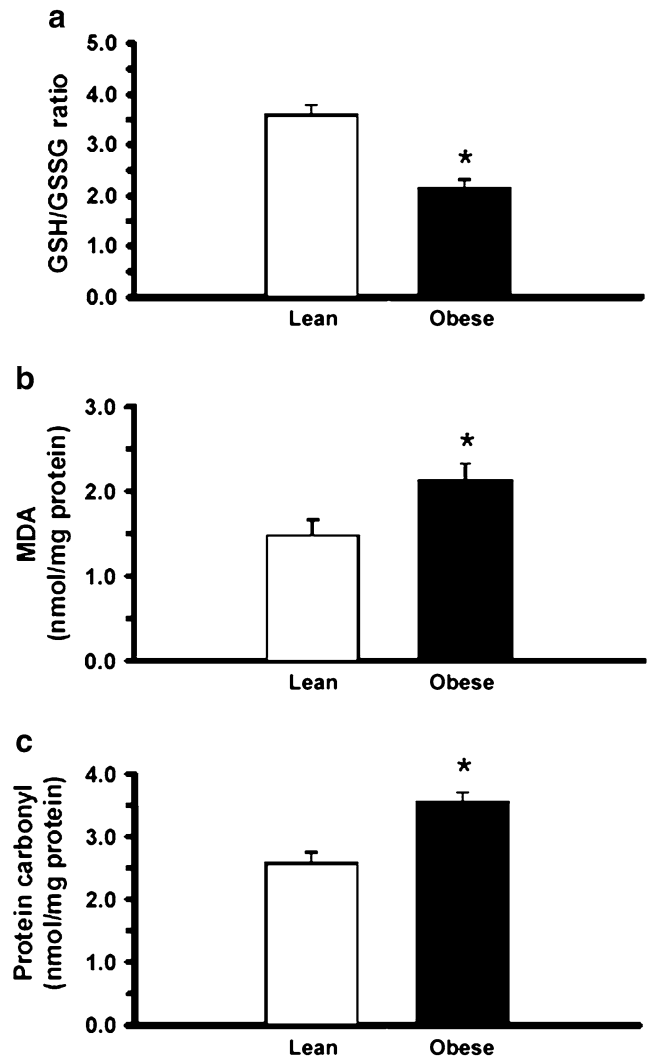 a
GSH/GSSG ratio
5.0
4.0
3.0
2.0
1.0
0.0
*
Lean
Obese
b
MDA
(nmol/mg protein)
3.0
2.0
1.0
0.0
*
Lean
Obese
c
Protein carbonyl
(nmol/mg protein)
4.0
3.0
2.0
1.0
0.0
*
Lean
Obese